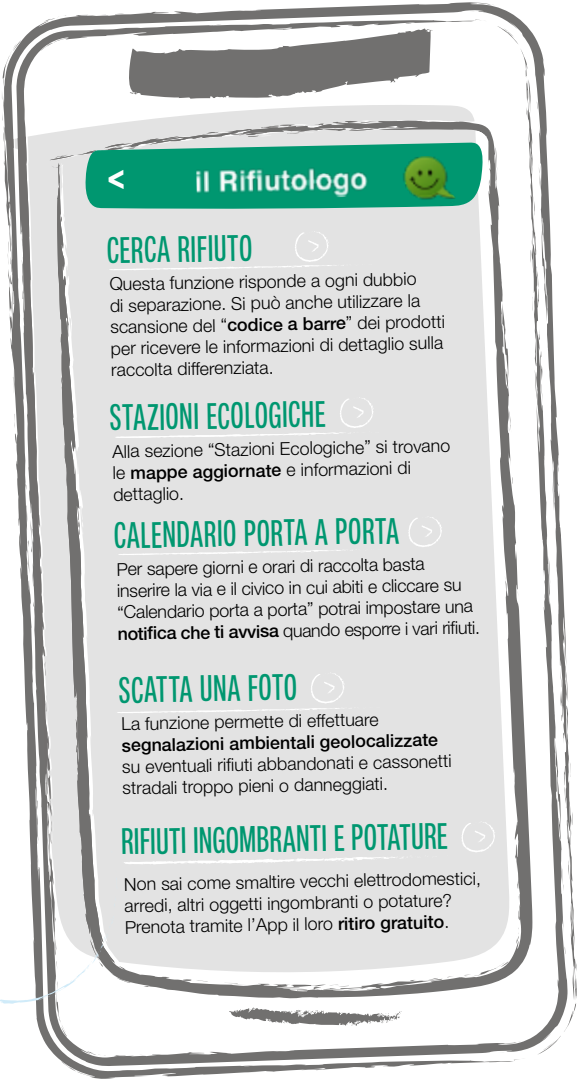 < il Rifiutologo
CERCA RIFIUTO >
Questa funzione risponde a ogni dubbio
di separazione. Si può anche utilizzare la
scansione del “codice a barre” dei prodotti
per ricevere le informazioni di dettaglio sulla
raccolta differenziata.
STAZIONI ECOLOGICHE >
Alla sezione “Stazioni Ecologiche” si trovano
le mappe aggiornate e informazioni di
dettaglio.
CALENDARIO PORTA A PORTA >
Per sapere giorni e orari di raccolta basta
inserire la via e il civico in cui abiti e cliccare su
“Calendario porta a porta” potrai impostare una
notifica che ti avvisa quando esporre i vari rifiuti.
SCATTA UNA FOTO >
La funzione permette di effettuare
segnalazioni ambientali geolocalizzate
su eventuali rifiuti abbandonati e cassonetti
stradali troppo pieni o danneggiati.
RIFIUTI INGOMBRANTI E POTATURE >
Non sai come smaltire vecchi elettrodomestici,
arredi, altri oggetti ingombranti o potature?
Prenota tramite l’App il loro ritiro gratuito.